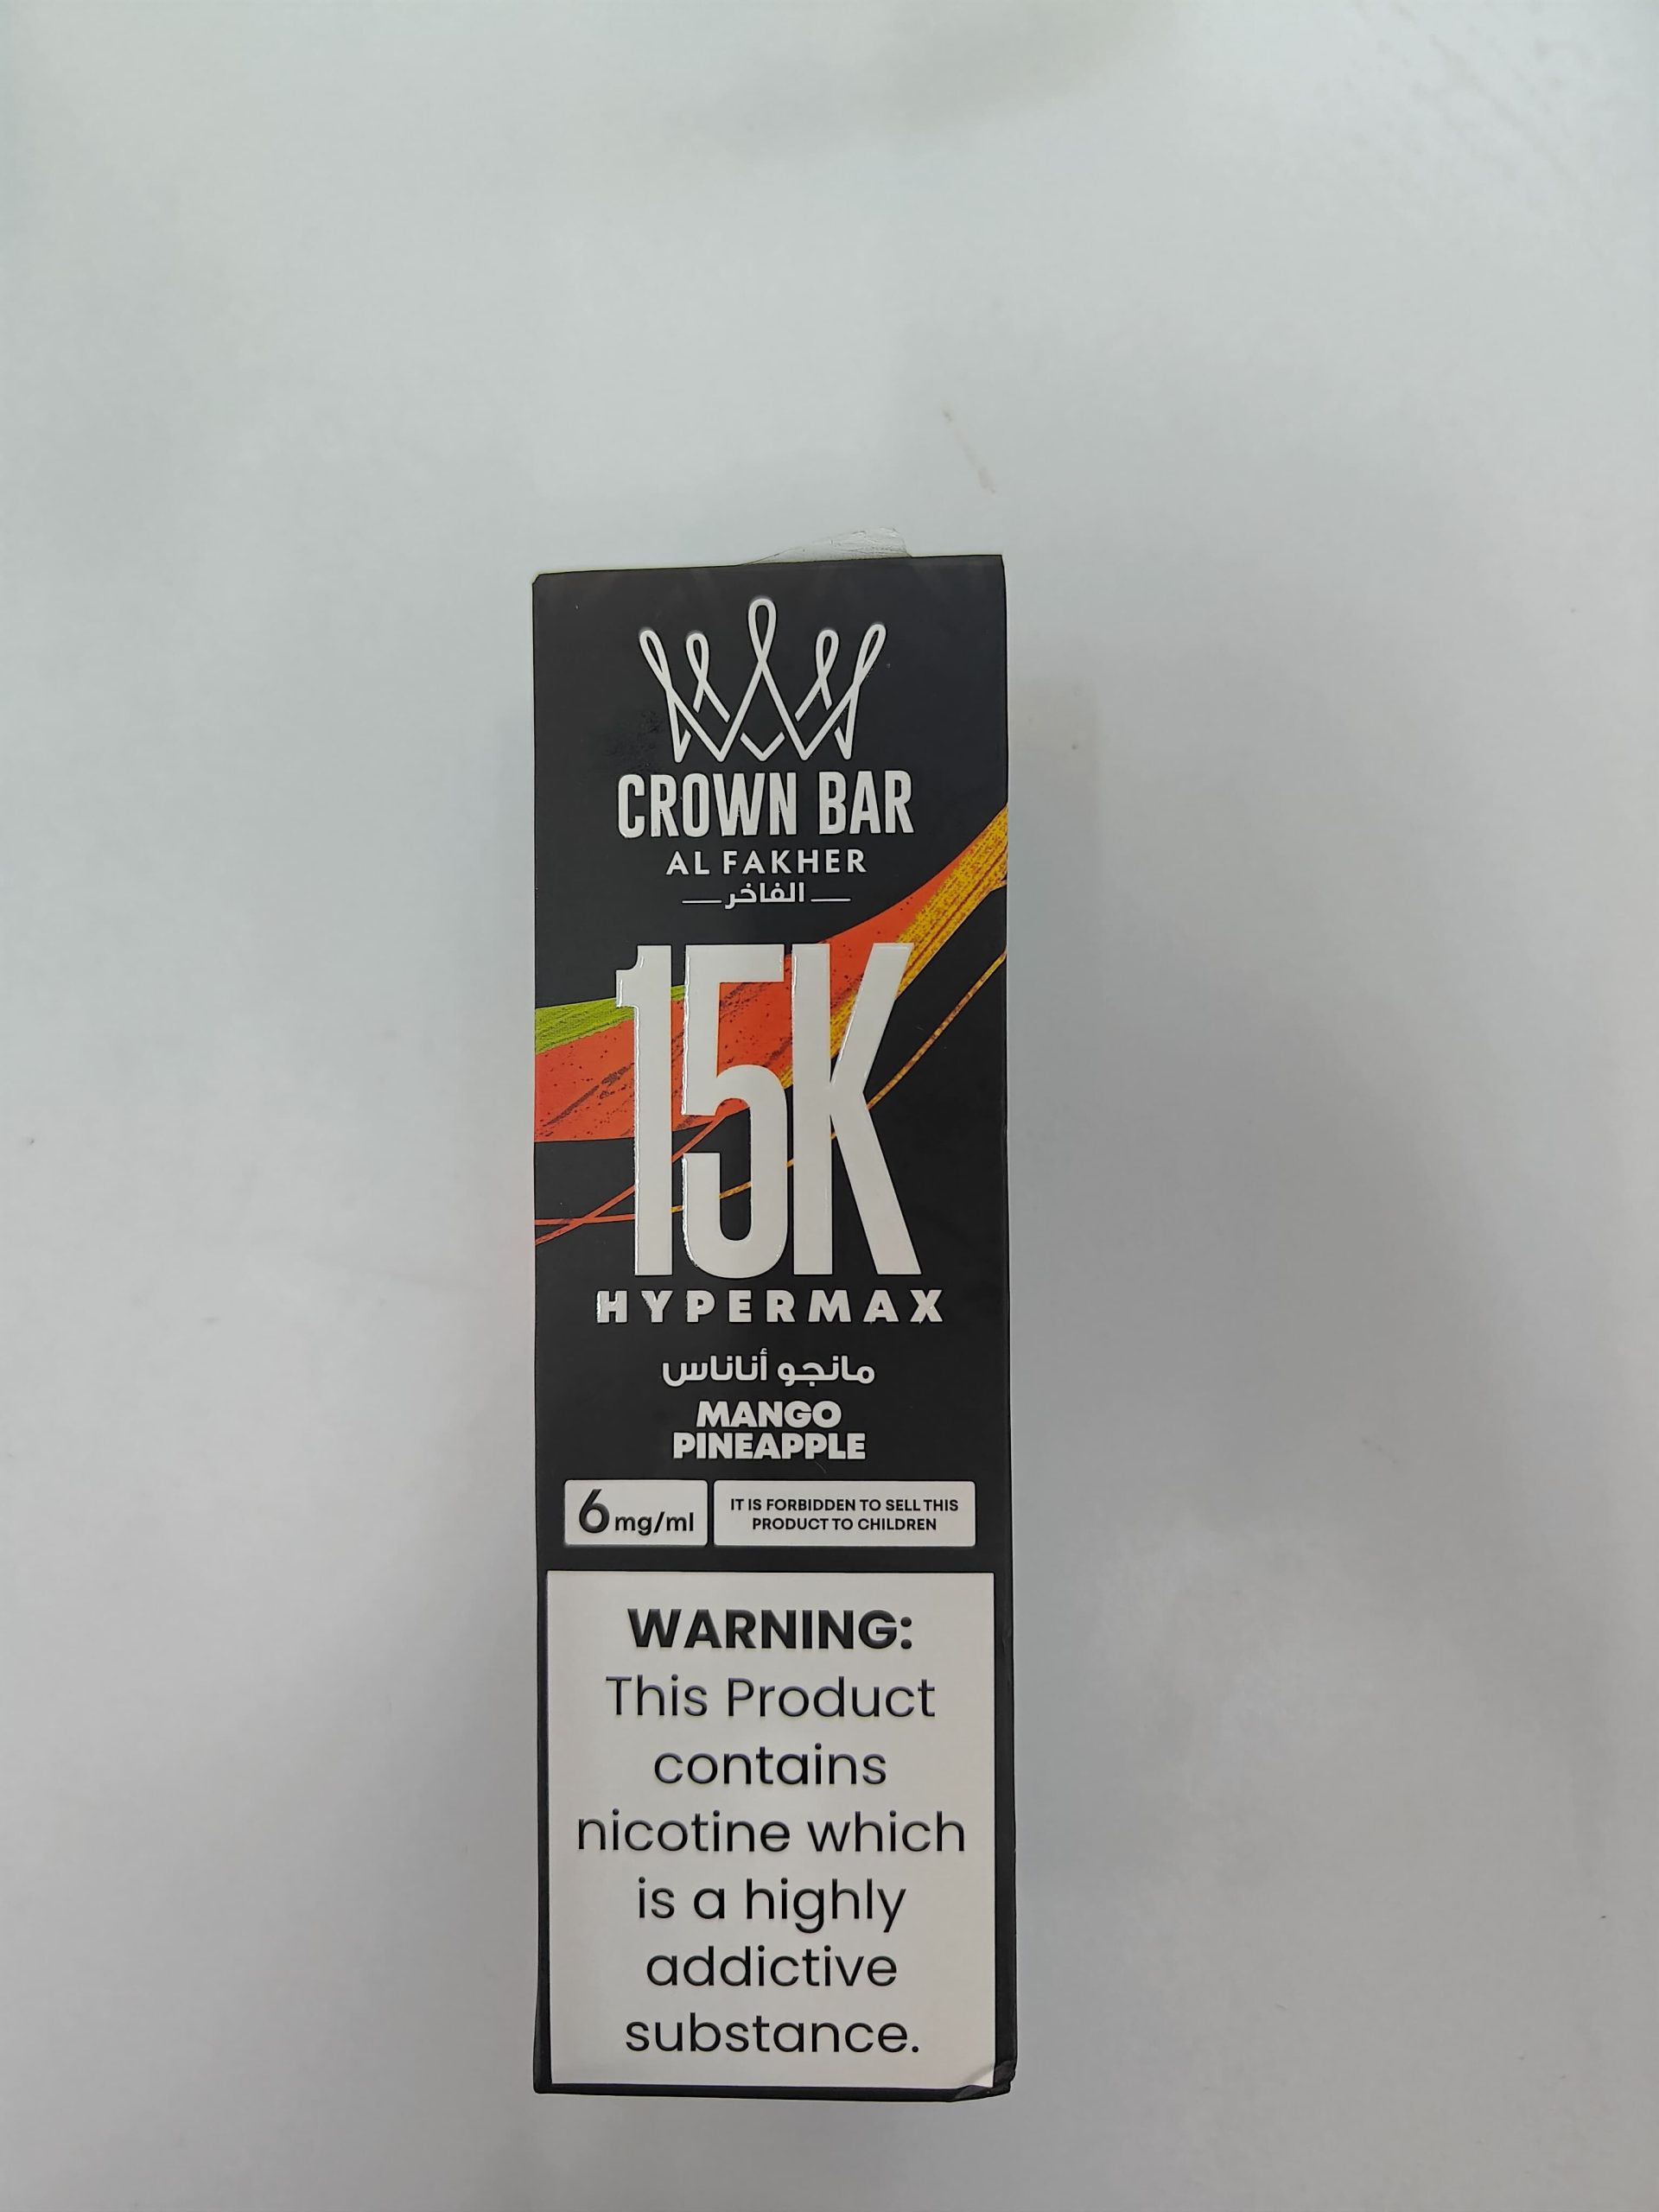 CROWN BAR
AL FAKHER
الفاخر
15K
HYPERMAX
مانجو أناناس
MANGO
PINEAPPLE
6mg/ml
IT IS FORBIDDEN TO SELL THIS
PRODUCT TO CHILDREN
WARNING:
This Product
contains
nicotine which
is a highly
addictive
substance.